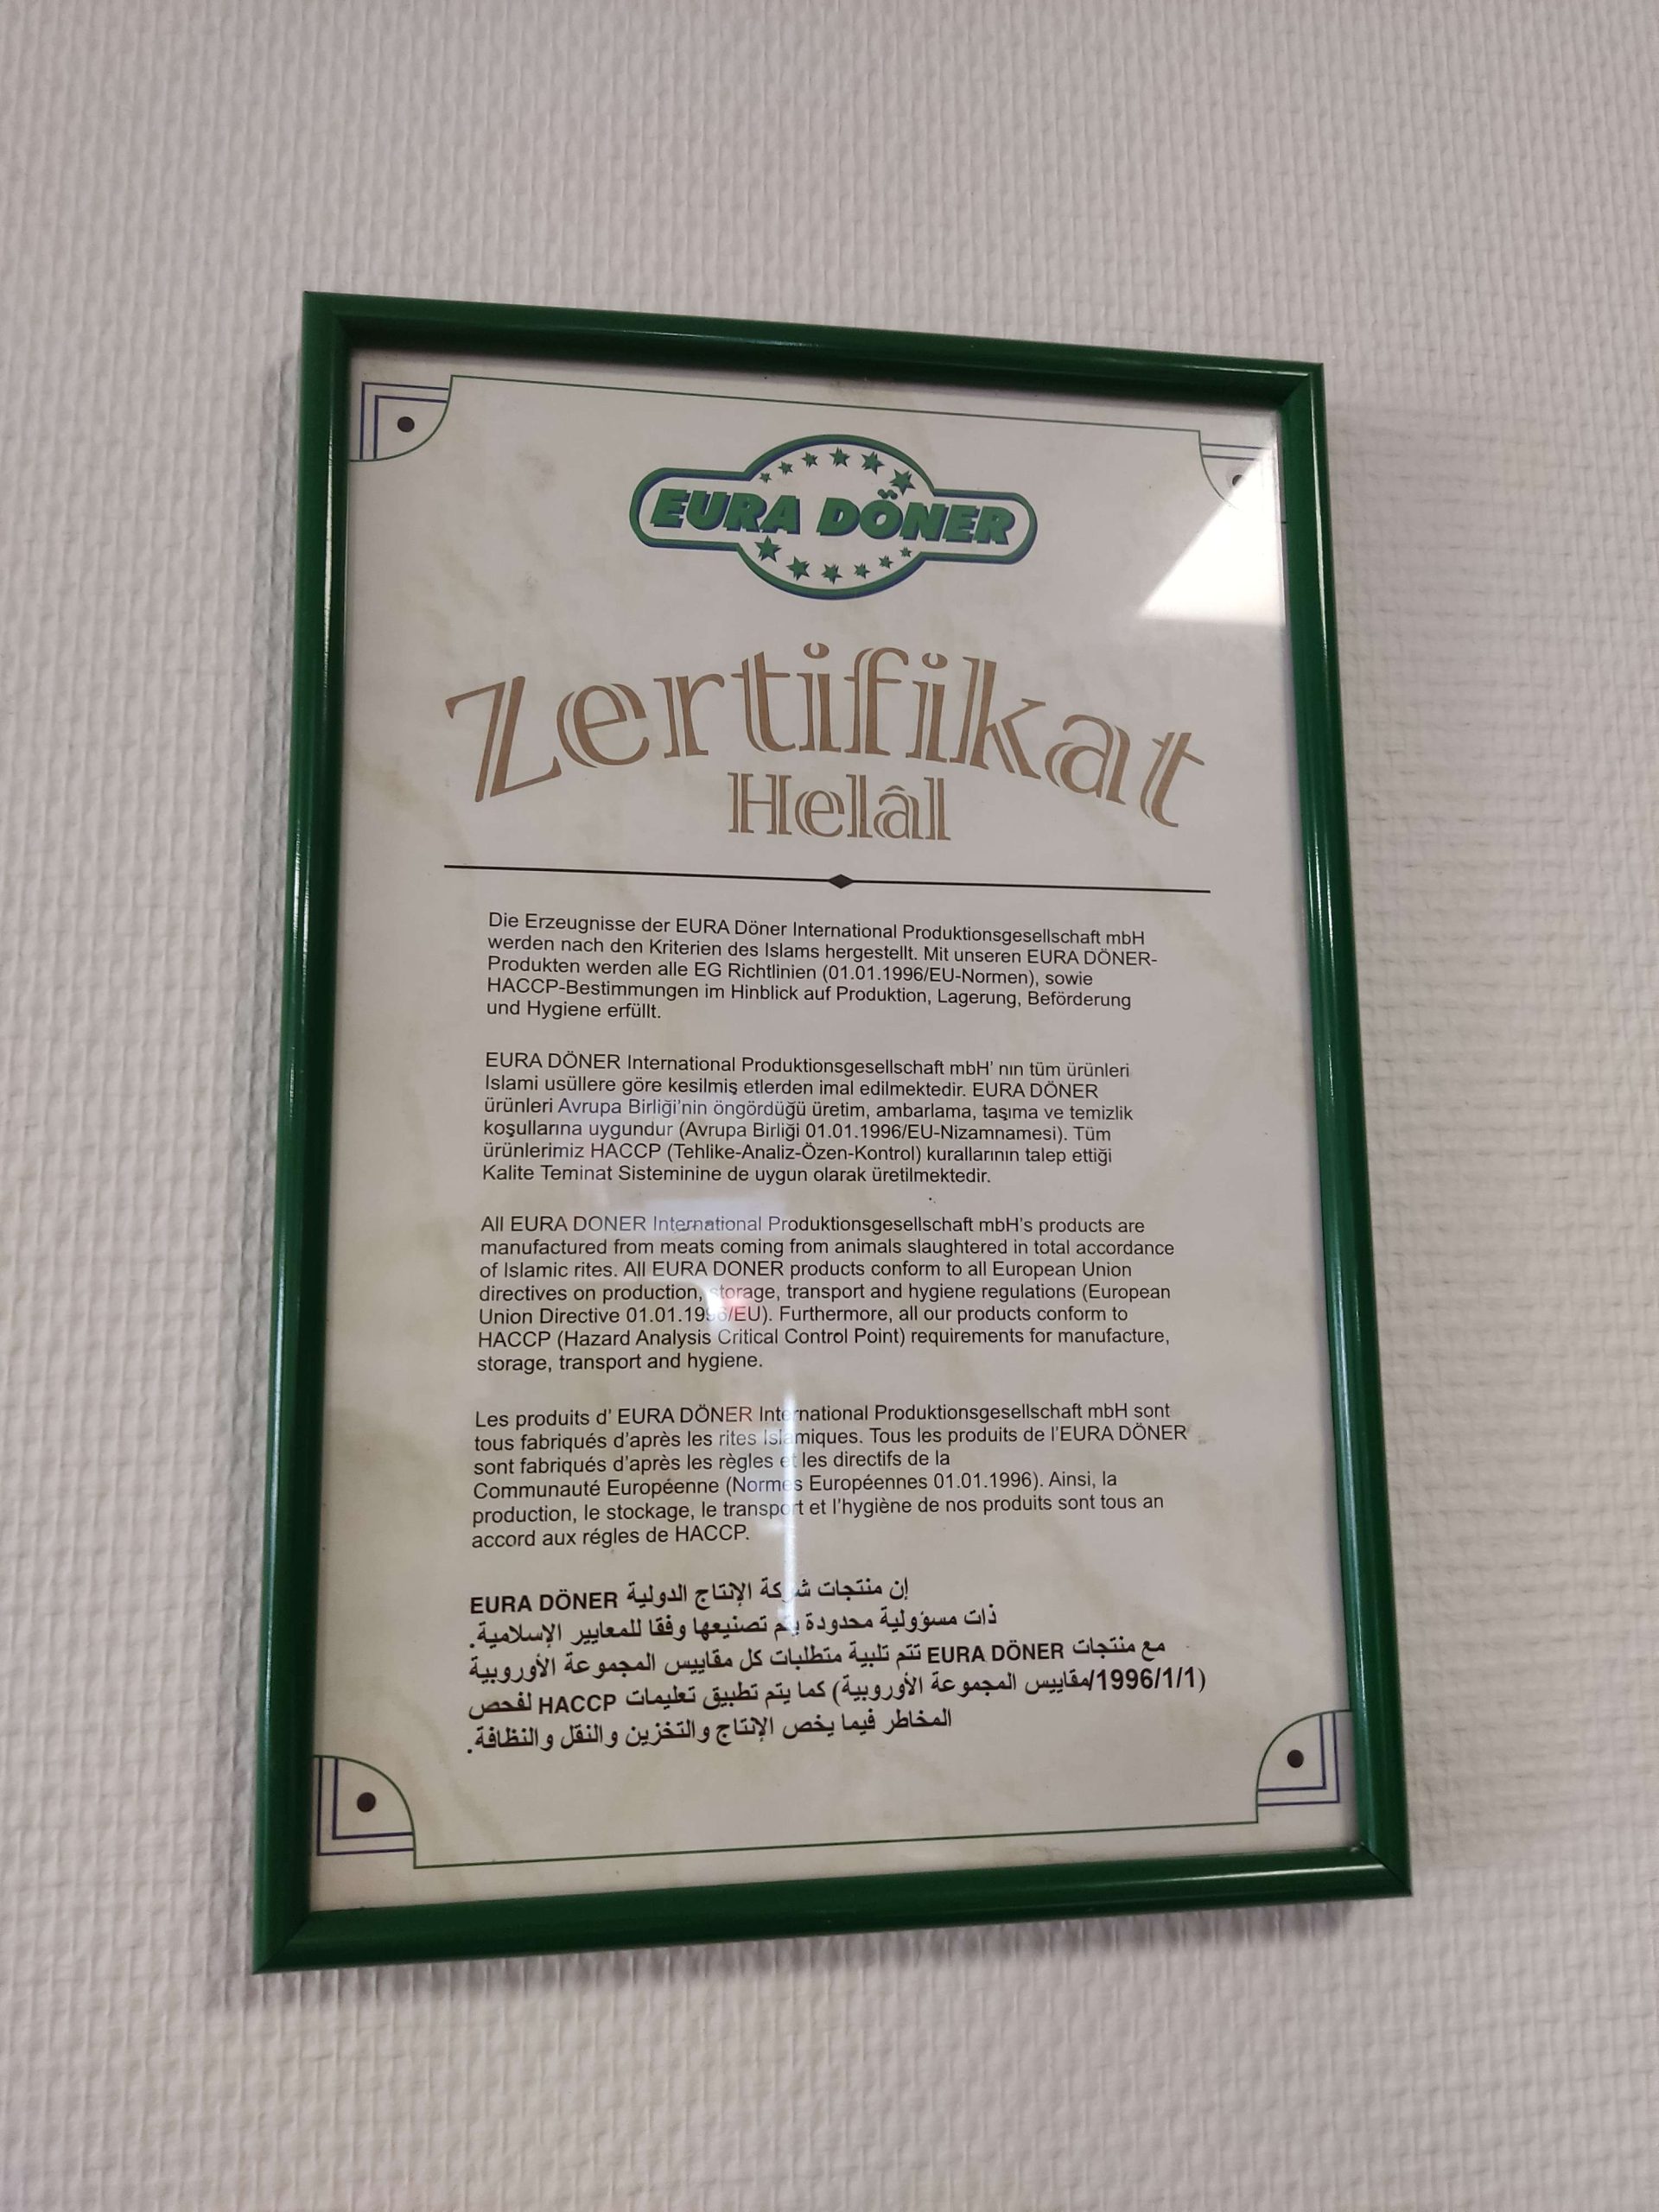 EURA DÖNER
Zertifikat
Helâl
Die Erzeugnisse der EURA Döner International Produktionsgesellschaft mbH
werden nach den Kriterien des Islams hergestellt. Mit unseren EURA DÖNER-
Produkten werden alle EG Richtlinien (01.01.1996/EU-Normen), sowie
HACCP-Bestimmungen im Hinblick auf Produktion, Lagerung, Beförderung
und Hygiene erfüllt.
EURA DÖNER International Produktionsgesellschaft mbH' nın tüm ürünleri
Islami usüllere göre kesilmiş etlerden imal edilmektedir. EURA DÖNER
ürünleri Avrupa Birliği'nin öngördüğü üretim, ambarlama, taşıma ve temizlik
koşullarına uygundur (Avrupa Birliği 01.01.1996/EU-Nizamnamesi). Tüm
ürünlerimiz HACCP (Tehlike-Analiz-Özen-Kontrol) kurallarının talep ettiği
Kalite Teminat Sisteminine de uygun olarak üretilmektedir.
All EURA DONER International Produktionsgesellschaft mbH's products are
manufactured from meats coming from animals slaughtered in total accordance
of Islamic rites. All EURA DONER products conform to all European Union
directives on production, storage, transport and hygiene regulations (European
Union Directive 01.01.1996/EU). Furthermore, all our products conform to
HACCP (Hazard Analysis Critical Control Point) requirements for manufacture,
storage, transport and hygiene.
Les produits d' EURA DÖNER International Produktionsgesellschaft mbH sont
tous fabriqués d'après les rites Islamiques. Tous les produits de l'EURA DÖNER
sont fabriqués d'après les règles et les directifs de la
Communauté Européenne (Normes Européennes 01.01.1996). Ainsi, la
production, le stockage, le transport et l'hygiène de nos produits sont tous an
accord aux régles de HACCP.
إن منتجات شركة الإنتاج الدولية EURA DÖNER
ذات مسؤولية محدودة يتم تصنيعها وفقا للمعايير الإسلامية.
مع منتجات EURA DÖNER تتم تلبية متطلبات كل مقاييس المجموعة الأوروبية
(1996/1/1/مقاييس المجموعة الأوروبية) كما يتم تطبيق تعليمات HACCP لفحص
المخاطر فيما يخص الإنتاج والتخزين والنقل والنظافة.